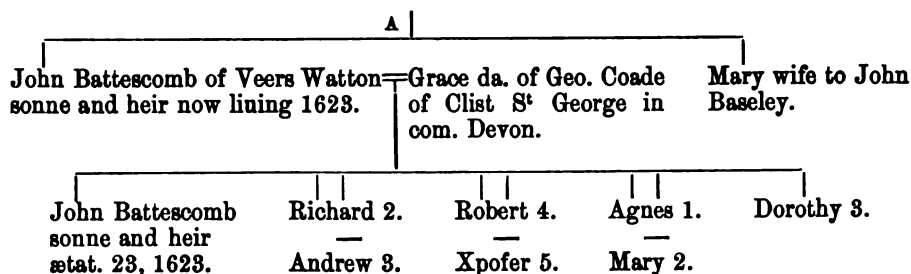 A
John Battescomb of Veers Watton
sonne and heir now lining 1623.
Grace da. of Geo. Coade
of Clist Sᵗ George in
com. Devon.
Mary wife to John
Baseley.
John Battescomb
sonne and heir
ætat. 23, 1623.
Richard 2.
Andrew 3.
Robert 4.
Xpofer 5.
Agnes 1.
Mary 2.
Dorothy 3.